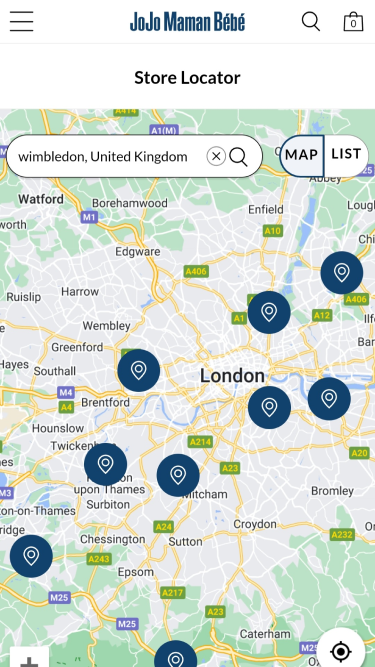 JoJo Maman Bébé
0
Store Locator
A414
A1(M)
wimbledon, United Kingdom
MAP
LIST
Abbey
Watford
Borehamwood
Enfield
M1
A10
Edgware
A406
Ruislip
Harrow
A406
A1
A12
Wembley
Greenford
Hayes
Southall
London
M4
A4
Brentford
Hounslow
A214
Twickenham
A20
M3
A23
upon Thames
Mitcham
Bromley
Surbiton
ton-on-Thames
A24
Croydon
A232
Chessington
Sutton
A243
Epsom
M25
A217
A23
M25
Caterham
M25
+